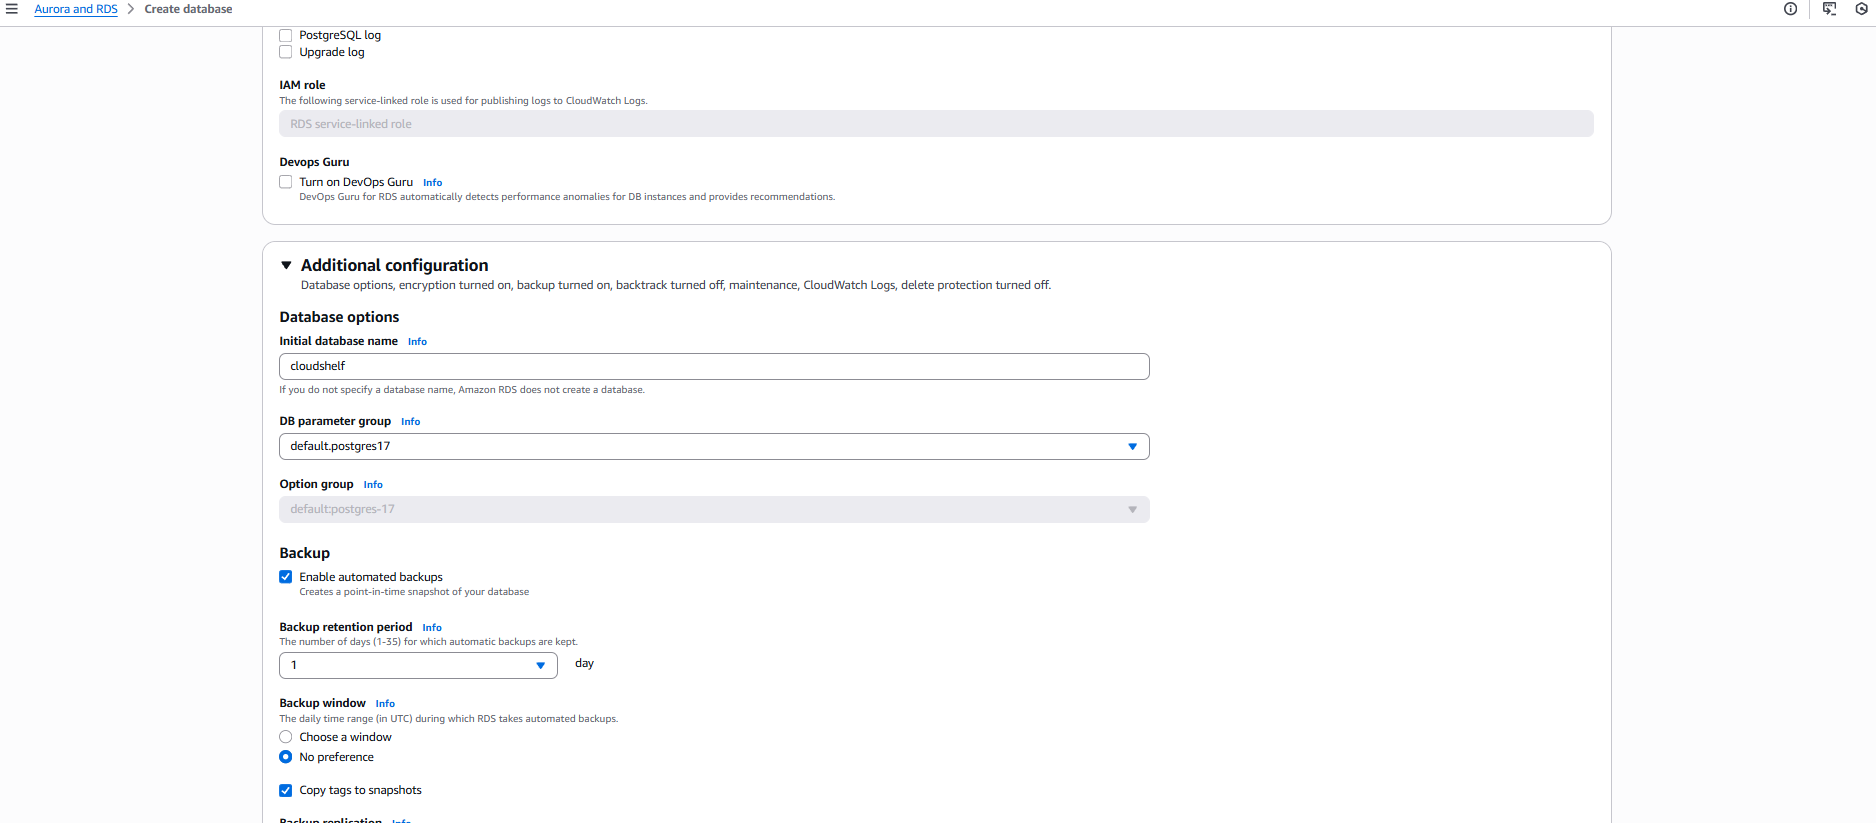 Aurora and RDS > Create database
PostgreSQL log
Upgrade log
IAM role
The following service-linked role is used for publishing logs to CloudWatch Logs.
RDS service-linked role
Devops Guru
Turn on DevOps Guru Info
DevOps Guru for RDS automatically detects performance anomalies for DB instances and provides recommendations.
Additional configuration
Database options, encryption turned on, backup turned on, backtrack turned off, maintenance, CloudWatch Logs, delete protection turned off.
Database options
Initial database name Info
cloudshelf
If you do not specify a database name, Amazon RDS does not create a database.
DB parameter group Info
default.postgres17
Option group Info
default:postgres-17
Backup
Enable automated backups
Creates a point-in-time snapshot of your database
Backup retention period Info
The number of days (1-35) for which automatic backups are kept.
1 day
Backup window Info
The daily time range (in UTC) during which RDS takes automated backups.
Choose a window
No preference
Copy tags to snapshots
Backup replication Info